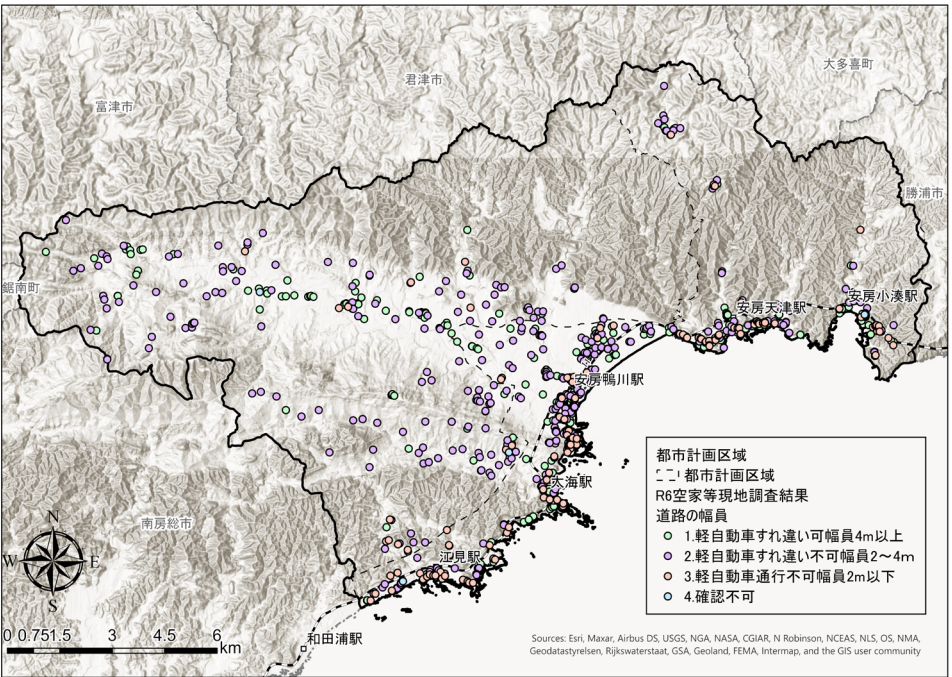 大多喜町
君津市
富津市
勝浦市
鋸南町
安房小湊駅
安房天津駅
安房鴨川駅
太海駅
南房総市
江見駅
和田浦駅
N
W E
S
0 0.75 1.5 3 4.5 6
km
都市計画区域
都市計画区域
R6空家等現地調査結果
道路の幅員
1.軽自動車すれ違い可幅員4m以上
2.軽自動車すれ違い不可幅員2～4m
3.軽自動車通行不可幅員2m以下
4.確認不可
Sources: Esri, Maxar, Airbus DS, USGS, NGA, NASA, CGIAR, N Robinson, NCEAS, NLS, OS, NMA,
Geodatastyrelsen, Rijkswaterstaat, GSA, Geoland, FEMA, Intermap, and the GIS user community